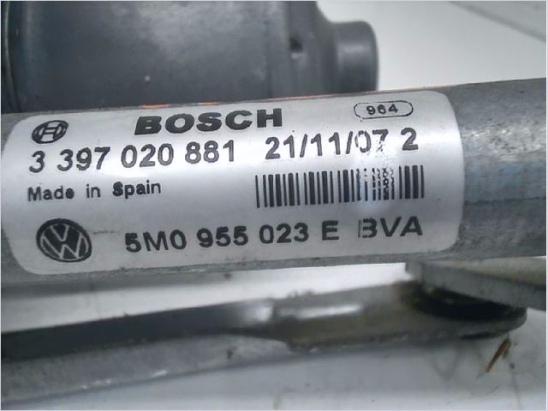 964
BOSCH
3 397 020 881 21/11/07 2
Made in Spain
5M0 955 023 E BVA